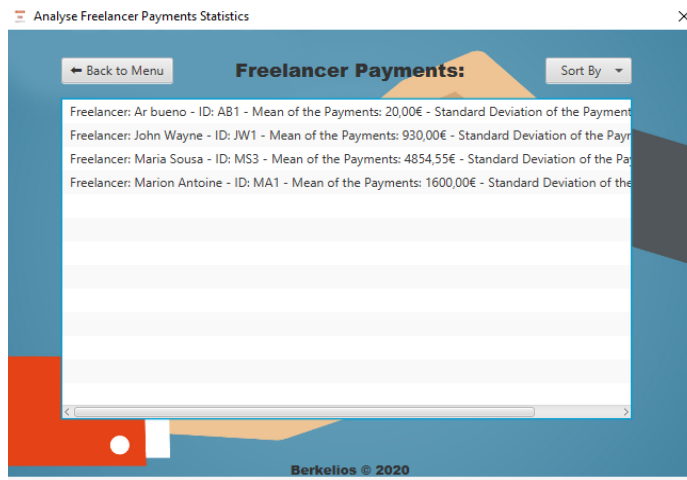 Analyse Freelancer Payments Statistics
Back to Menu
Freelancer Payments:
Sort By
Freelancer: Ar bueno - ID: AB1 - Mean of the Payments: 20,00€ - Standard Deviation of the Payment
Freelancer: John Wayne - ID: JW1 - Mean of the Payments: 930,00€ - Standard Deviation of the Payr
Freelancer: Maria Sousa - ID: MS3 - Mean of the Payments: 4854,55€ - Standard Deviation of the Pa
Freelancer: Marion Antoine - ID: MA1 - Mean of the Payments: 1600,00€ - Standard Deviation of the
Berkelios © 2020